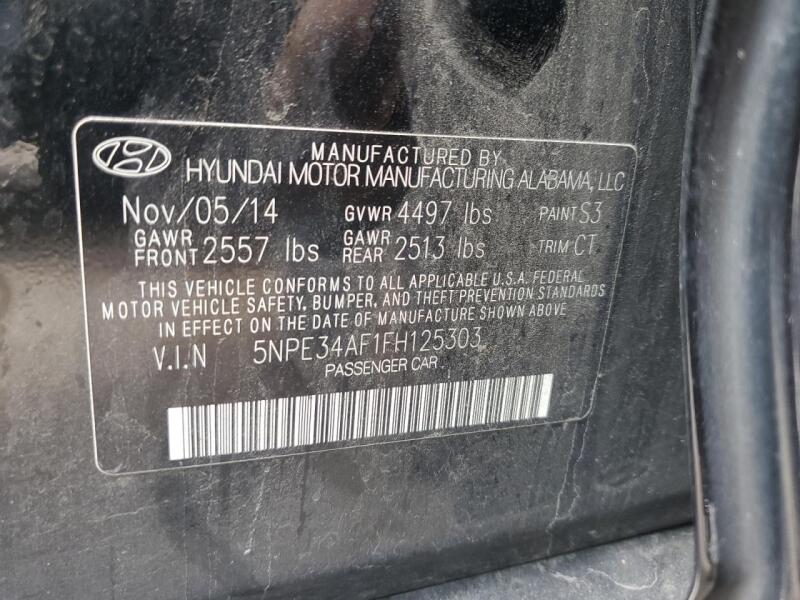 MANUFACTURED BY
HYUNDAI MOTOR MANUFACTURING ALABAMA, LLC
Nov/05/14 GVWR 4497 lbs PAINT S3
GAWR FRONT 2557 lbs GAWR REAR 2513 lbs TRIM CT
THIS VEHICLE CONFORMS TO ALL APPLICABLE U.S.A. FEDERAL
MOTOR VEHICLE SAFETY, BUMPER, AND THEFT PREVENTION STANDARDS
IN EFFECT ON THE DATE OF MANUFACTURE SHOWN ABOVE
V.I.N 5NPE34AF1FH125303
PASSENGER CAR